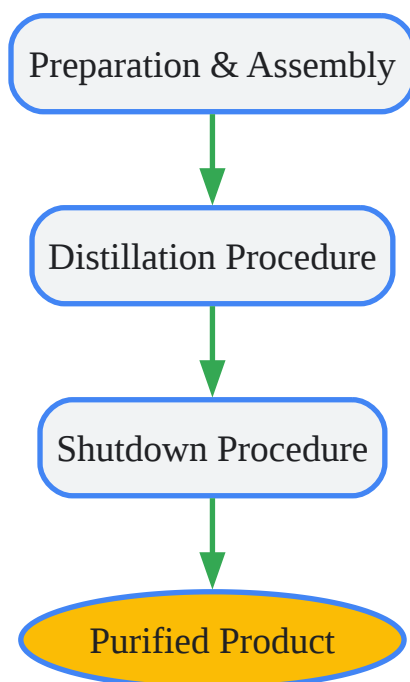 Preparation & Assembly
Distillation Procedure
Shutdown Procedure
Purified Product